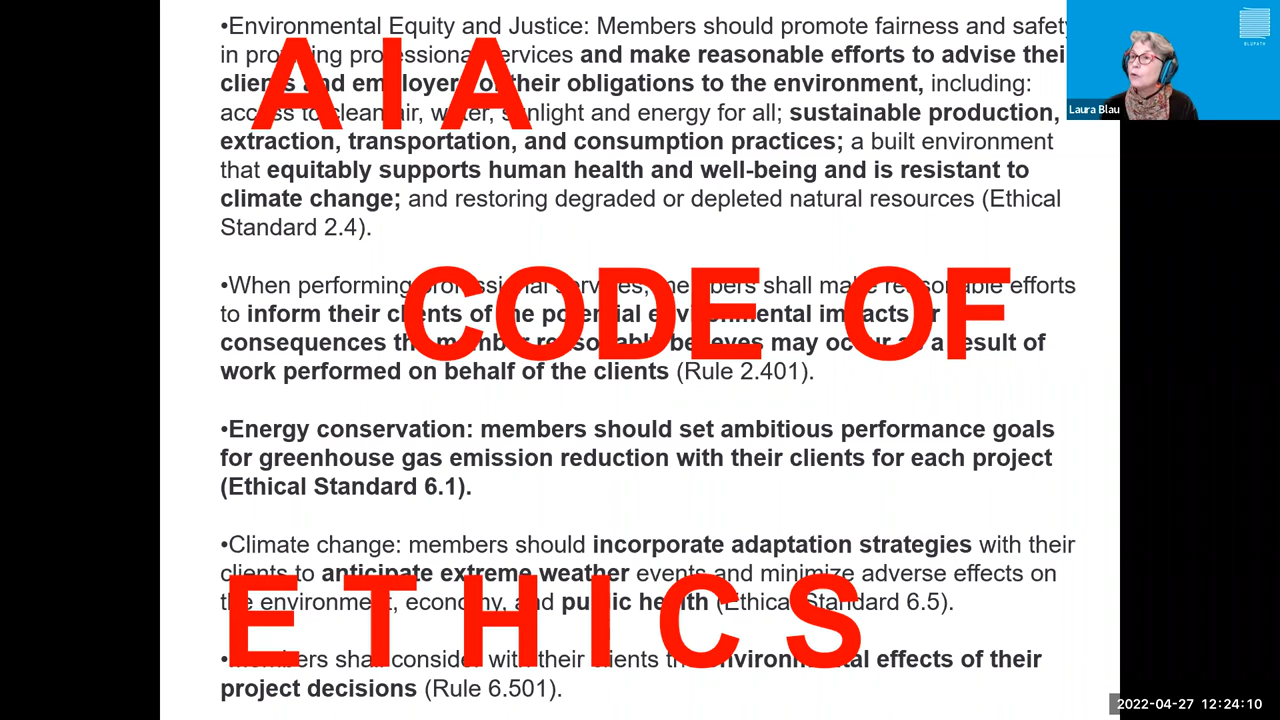 •Environmental Equity and Justice: Members should promote fairness and safety
in providing professional services and make reasonable efforts to advise their
clients and employers of their obligations to the environment, including:
access to clean air, water, sunlight and energy for all; sustainable production,
extraction, transportation, and consumption practices; a built environment
that equitably supports human health and well-being and is resistant to
climate change; and restoring degraded or depleted natural resources (Ethical
Standard 2.4).
•When performing professional services, members shall make reasonable efforts
to inform their clients of the potential environmental impacts or
consequences the member reasonably believes may occur as a result of
work performed on behalf of the clients (Rule 2.401).
•Energy conservation: members should set ambitious performance goals
for greenhouse gas emission reduction with their clients for each project
(Ethical Standard 6.1).
•Climate change: members should incorporate adaptation strategies with their
clients to anticipate extreme weather events and minimize adverse effects on
the environment, economy, and public health (Ethical Standard 6.5).
•Members shall consider with their clients the environmental effects of their
project decisions (Rule 6.501).
AIA
CODE OF
ETHICS
BLUPATH
Laura Blau
2022-04-27 12:24:10